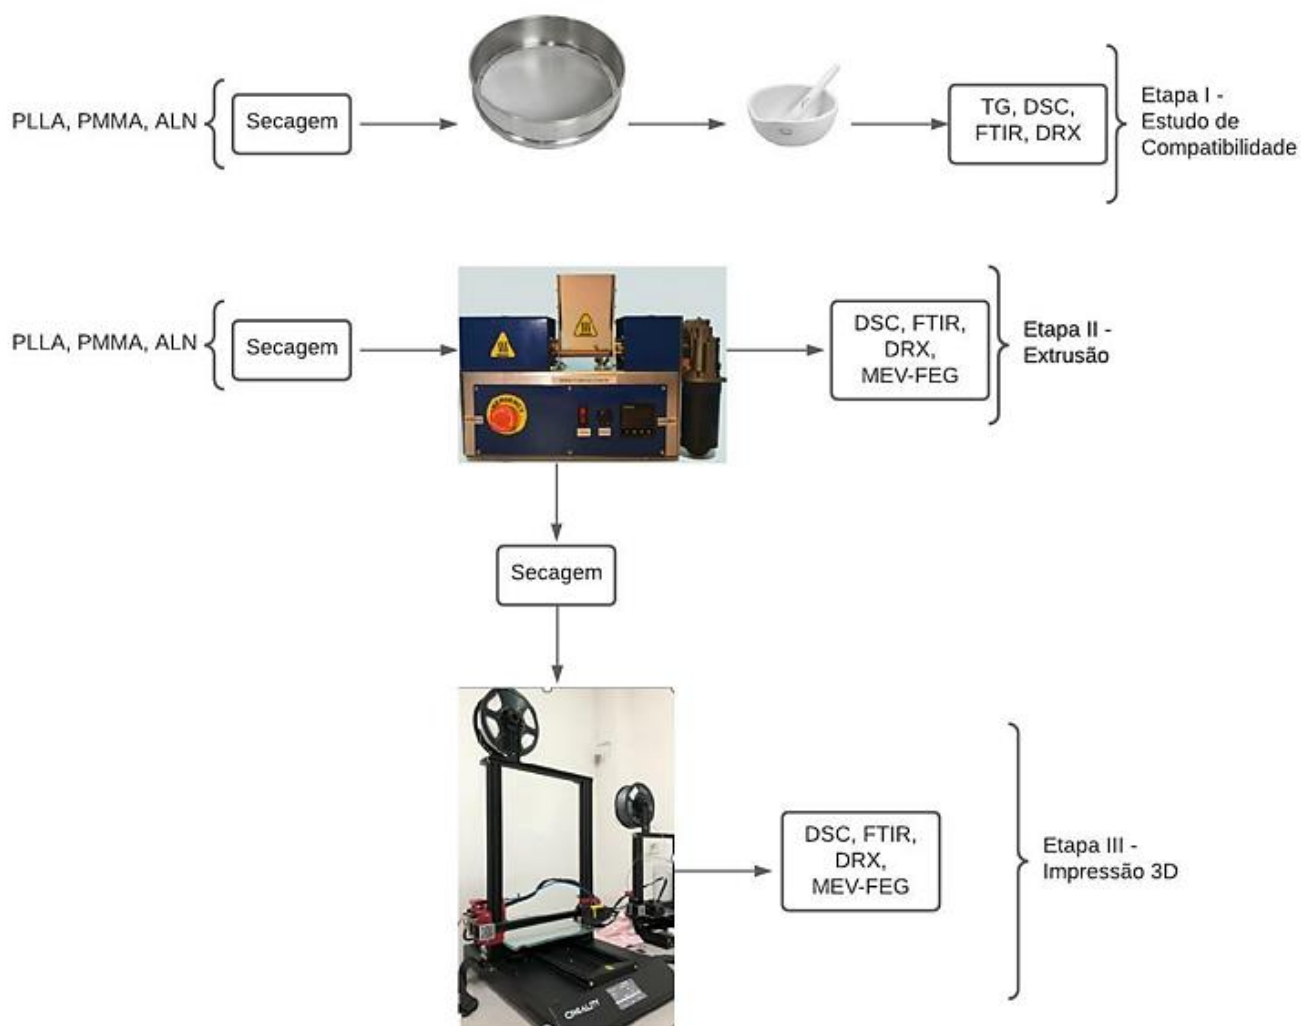 PLLA, PMMA, ALN
Secagem
TG, DSC,
FTIR, DRX
Etapa I -
Estudo de
Compatibilidade
PLLA, PMMA, ALN
Secagem
EMERGENCY
DSC, FTIR,
DRX,
MEV-FEG
Etapa II -
Extrusão
Secagem
CREALITY
DSC, FTIR,
DRX,
MEV-FEG
Etapa III -
Impressão 3D